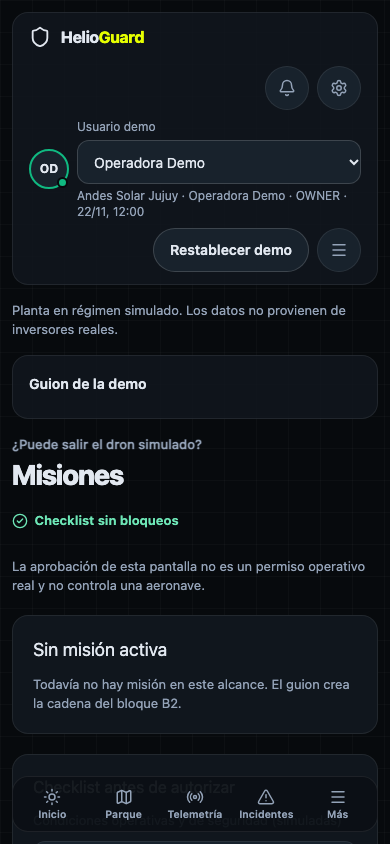 HelioGuard
Usuario demo
OD
Operadora Demo
Andes Solar Jujuy · Operadora Demo · OWNER ·
22/11, 12:00
Restablecer demo
Planta en régimen simulado. Los datos no provienen de
inversores reales.
Guion de la demo
¿Puede salir el dron simulado?
Misiones
Checklist sin bloqueos
La aprobación de esta pantalla no es un permiso operativo
real y no controla una aeronave.
Sin misión activa
Todavía no hay misión en este alcance. El guion crea
la cadena del bloque B2.
Checklist antes de autorizar
Inicio
Parque
Telemetría
Incidentes
Más